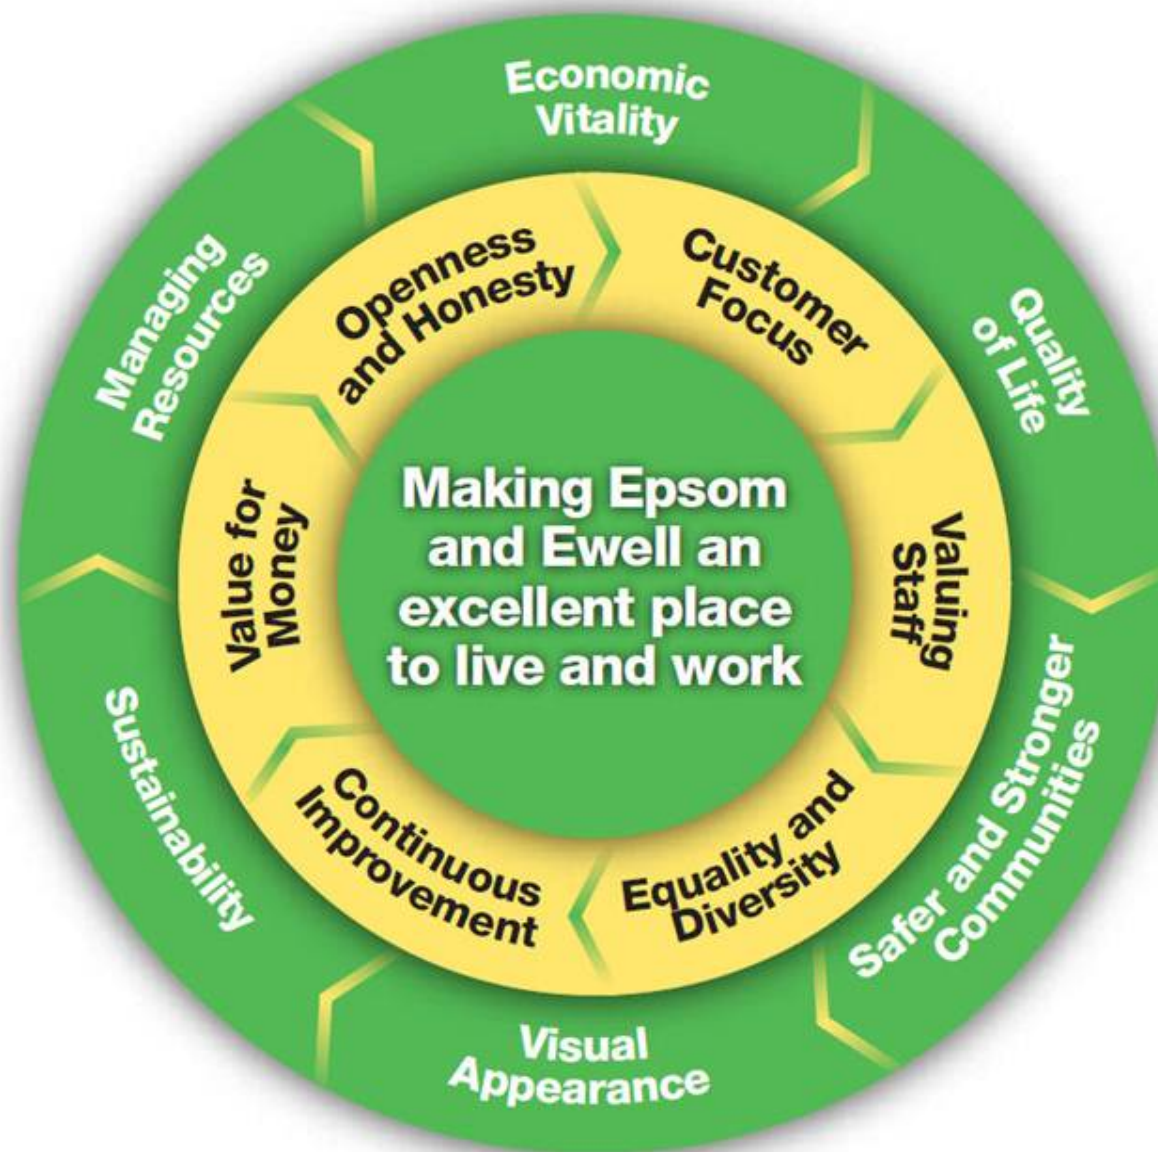 Economic
Vitality
Quality
of Life
Safer and Stronger
Communities
Visual
Appearance
Sustainability
Managing
Resources
Customer
Focus
Valuing
Staff
Equality and
Diversity
Continuous
Improvement
Value for
Money
Openness
and Honesty
Making Epsom
and Ewell an
excellent place
to live and work